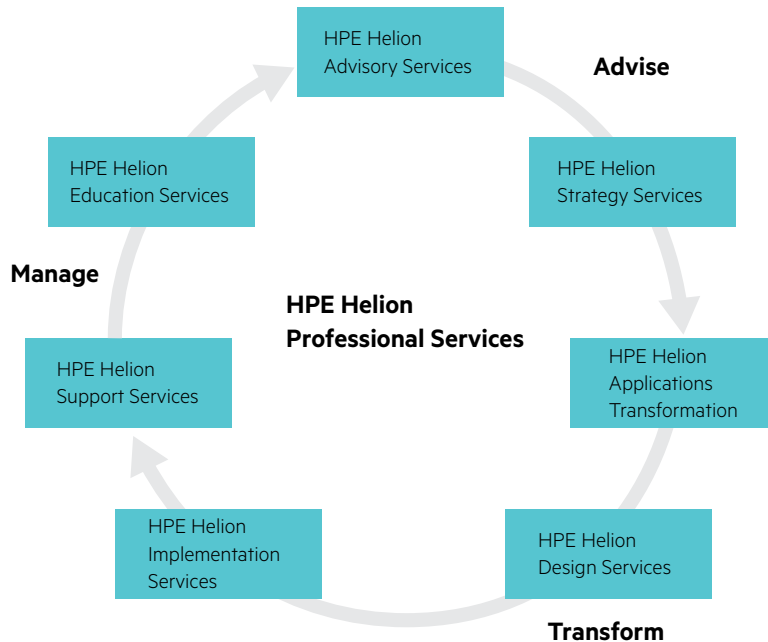 HPE Helion
Advisory Services
Advise
HPE Helion
Strategy Services
HPE Helion
Applications
Transformation
HPE Helion
Design Services
Transform
HPE Helion
Implementation
Services
HPE Helion
Support Services
Manage
HPE Helion
Education Services
HPE Helion
Professional Services